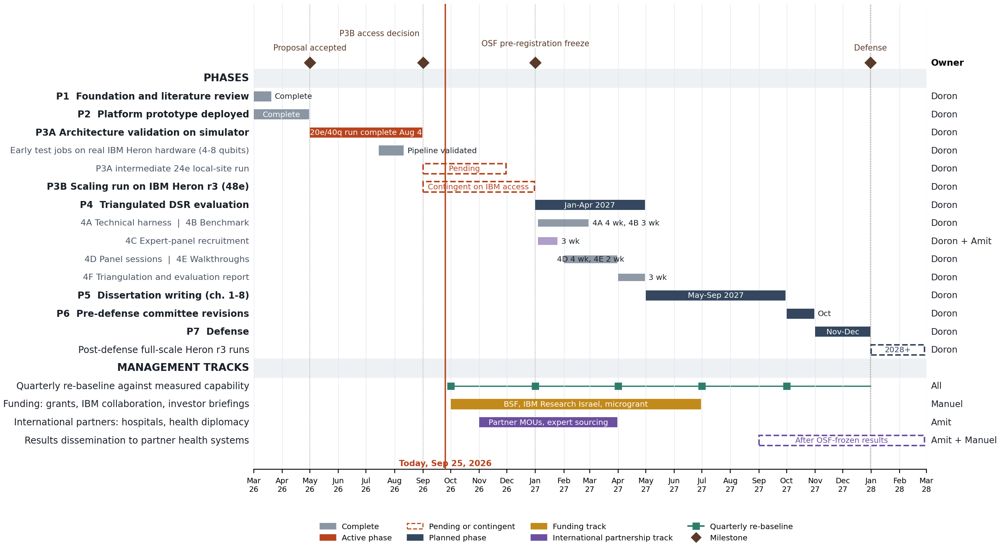 P3B access decision
OSF pre-registration freeze
Proposal accepted
Defense
Owner
PHASES
P1  Foundation and literature review Complete Doron
P2  Platform prototype deployed Complete Doron
P3A Architecture validation on simulator 20e/40q run complete Aug 4 Doron
Early test jobs on real IBM Heron hardware (4-8 qubits) Pipeline validated Doron
P3A intermediate 24e local-site run Pending Doron
P3B Scaling run on IBM Heron r3 (48e) Contingent on IBM access Doron
P4  Triangulated DSR evaluation Jan-Apr 2027 Doron
4A Technical harness  |  4B Benchmark 4A 4 wk, 4B 3 wk Doron
4C Expert-panel recruitment 3 wk Doron + Amit
4D Panel sessions  |  4E Walkthroughs 4D 4 wk, 4E 2 wk Doron
4F Triangulation and evaluation report 3 wk Doron
P5  Dissertation writing (ch. 1-8) May-Sep 2027 Doron
P6  Pre-defense committee revisions Oct Doron
P7  Defense Nov-Dec Doron
Post-defense full-scale Heron r3 runs 2028+ Doron
MANAGEMENT TRACKS
Quarterly re-baseline against measured capability All
Funding: grants, IBM collaboration, investor briefings BSF, IBM Research Israel, microgrant Manuel
International partners: hospitals, health diplomacy Partner MOUs, expert sourcing Amit
Results dissemination to partner health systems After OSF-frozen results Amit + Manuel
Today, Sep 25, 2026
Mar Apr May Jun Jul Aug Sep Oct Nov Dec Jan Feb Mar Apr May Jun Jul Aug Sep Oct Nov Dec Jan Feb Mar
26 26 26 26 26 26 26 26 26 26 27 27 27 27 27 27 27 27 27 27 27 27 28 28 28
Complete Pending or contingent Funding track Quarterly re-baseline
Active phase Planned phase International partnership track Milestone